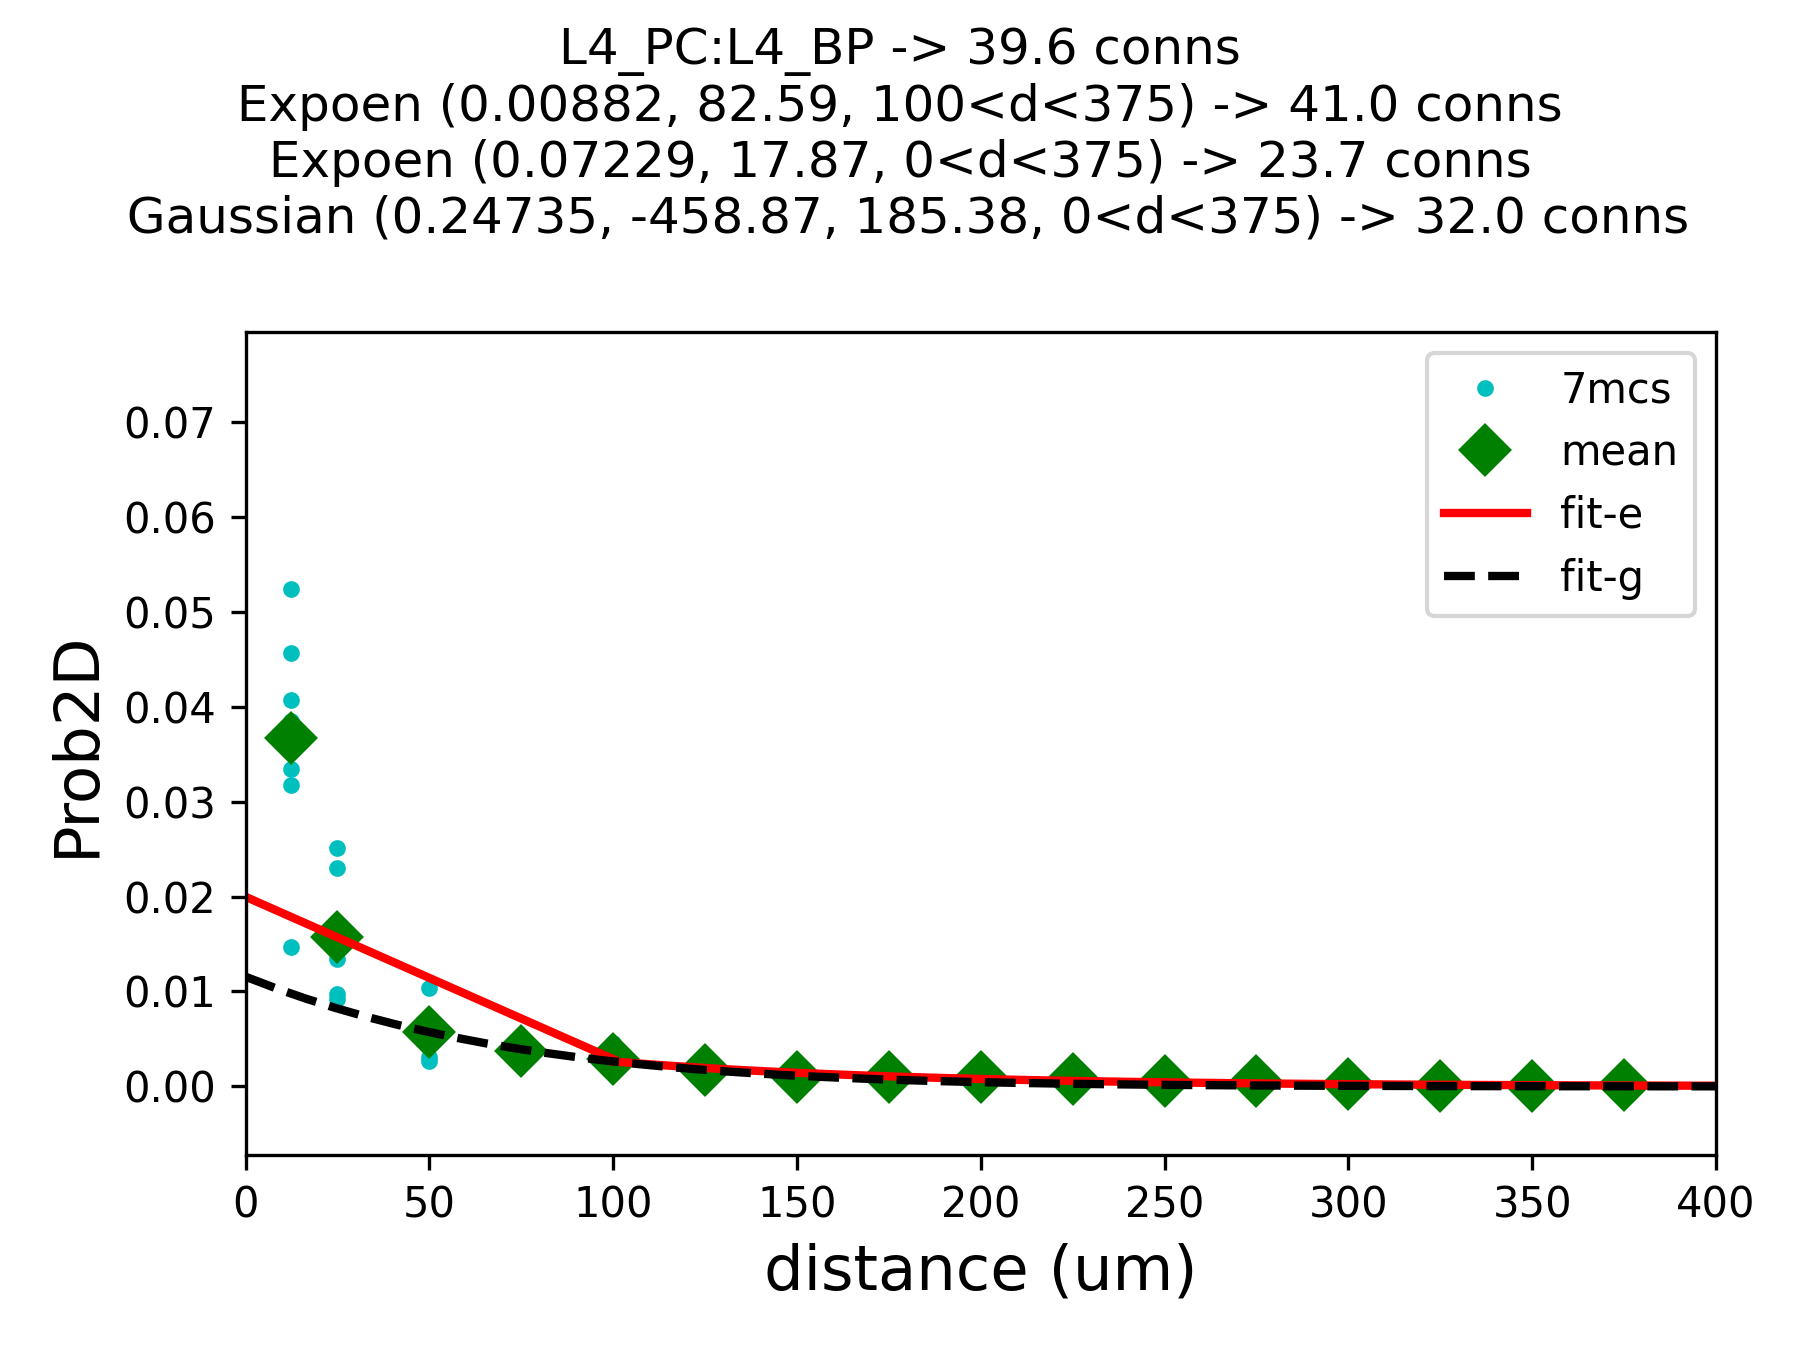 L4_PC:L4_BP -> 39.6 conns
Expoen (0.00882, 82.59, 100<d<375) -> 41.0 conns
Expoen (0.07229, 17.87, 0<d<375) -> 23.7 conns
Gaussian (0.24735, -458.87, 185.38, 0<d<375) -> 32.0 conns
7mcs
mean
fit-e
fit-g
Prob2D
0.07
0.06
0.05
0.04
0.03
0.02
0.01
0.00
0 50 100 150 200 250 300 350 400
distance (um)